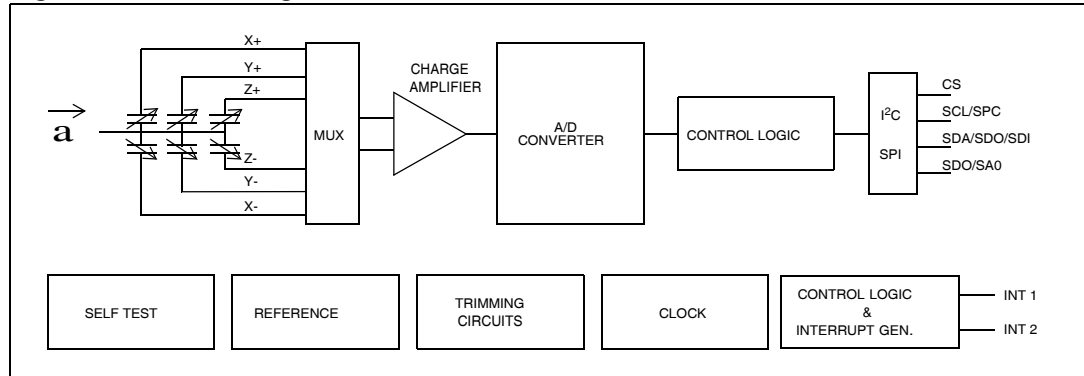 X+
Y+
Z+
a
Z-
Y-
X-
MUX
CHARGE
AMPLIFIER
A/D
CONVERTER
CONTROL LOGIC
I²C
SPI
CS
SCL/SPC
SDA/SDO/SDI
SDO/SA0
SELF TEST
REFERENCE
TRIMMING
CIRCUITS
CLOCK
CONTROL LOGIC
&
INTERRUPT GEN.
INT 1
INT 2